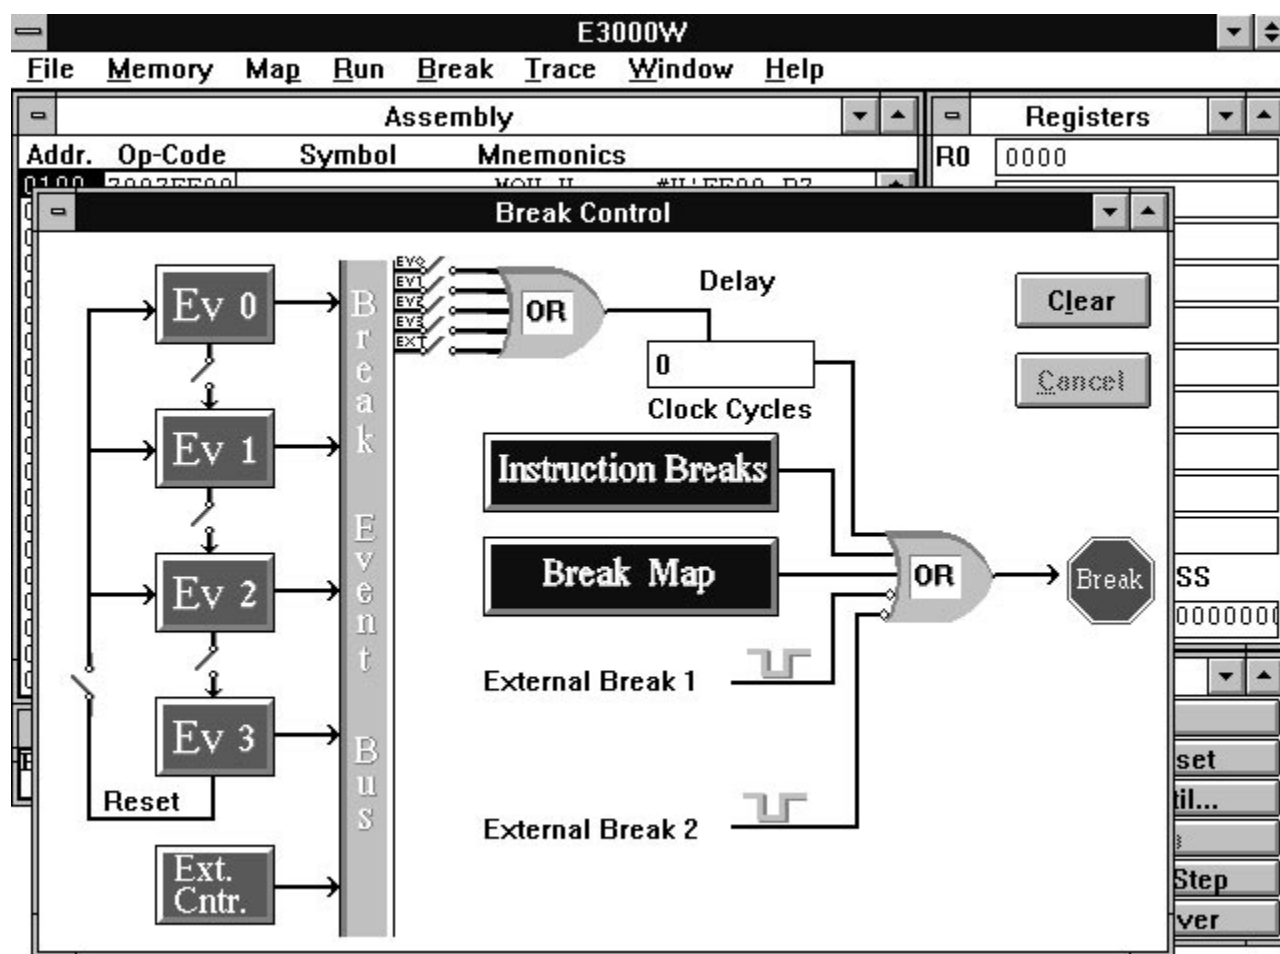 E3000W
File Memory Map Run Break Trace Window Help
Assembly
Registers
Addr. Op-Code Symbol Mnemonics
R0 0000
Break Control
Ev 0
Ev 1
Ev 2
Ev 3
Reset
Ext.
Cntr.
Break Event Bus
EV0
EV1
EV2
EV3
EXT
OR
Delay
0
Clock Cycles
Instruction Breaks
Break Map
External Break 1
External Break 2
OR
Break
Clear
Cancel
SS
set
til...
Step
ver